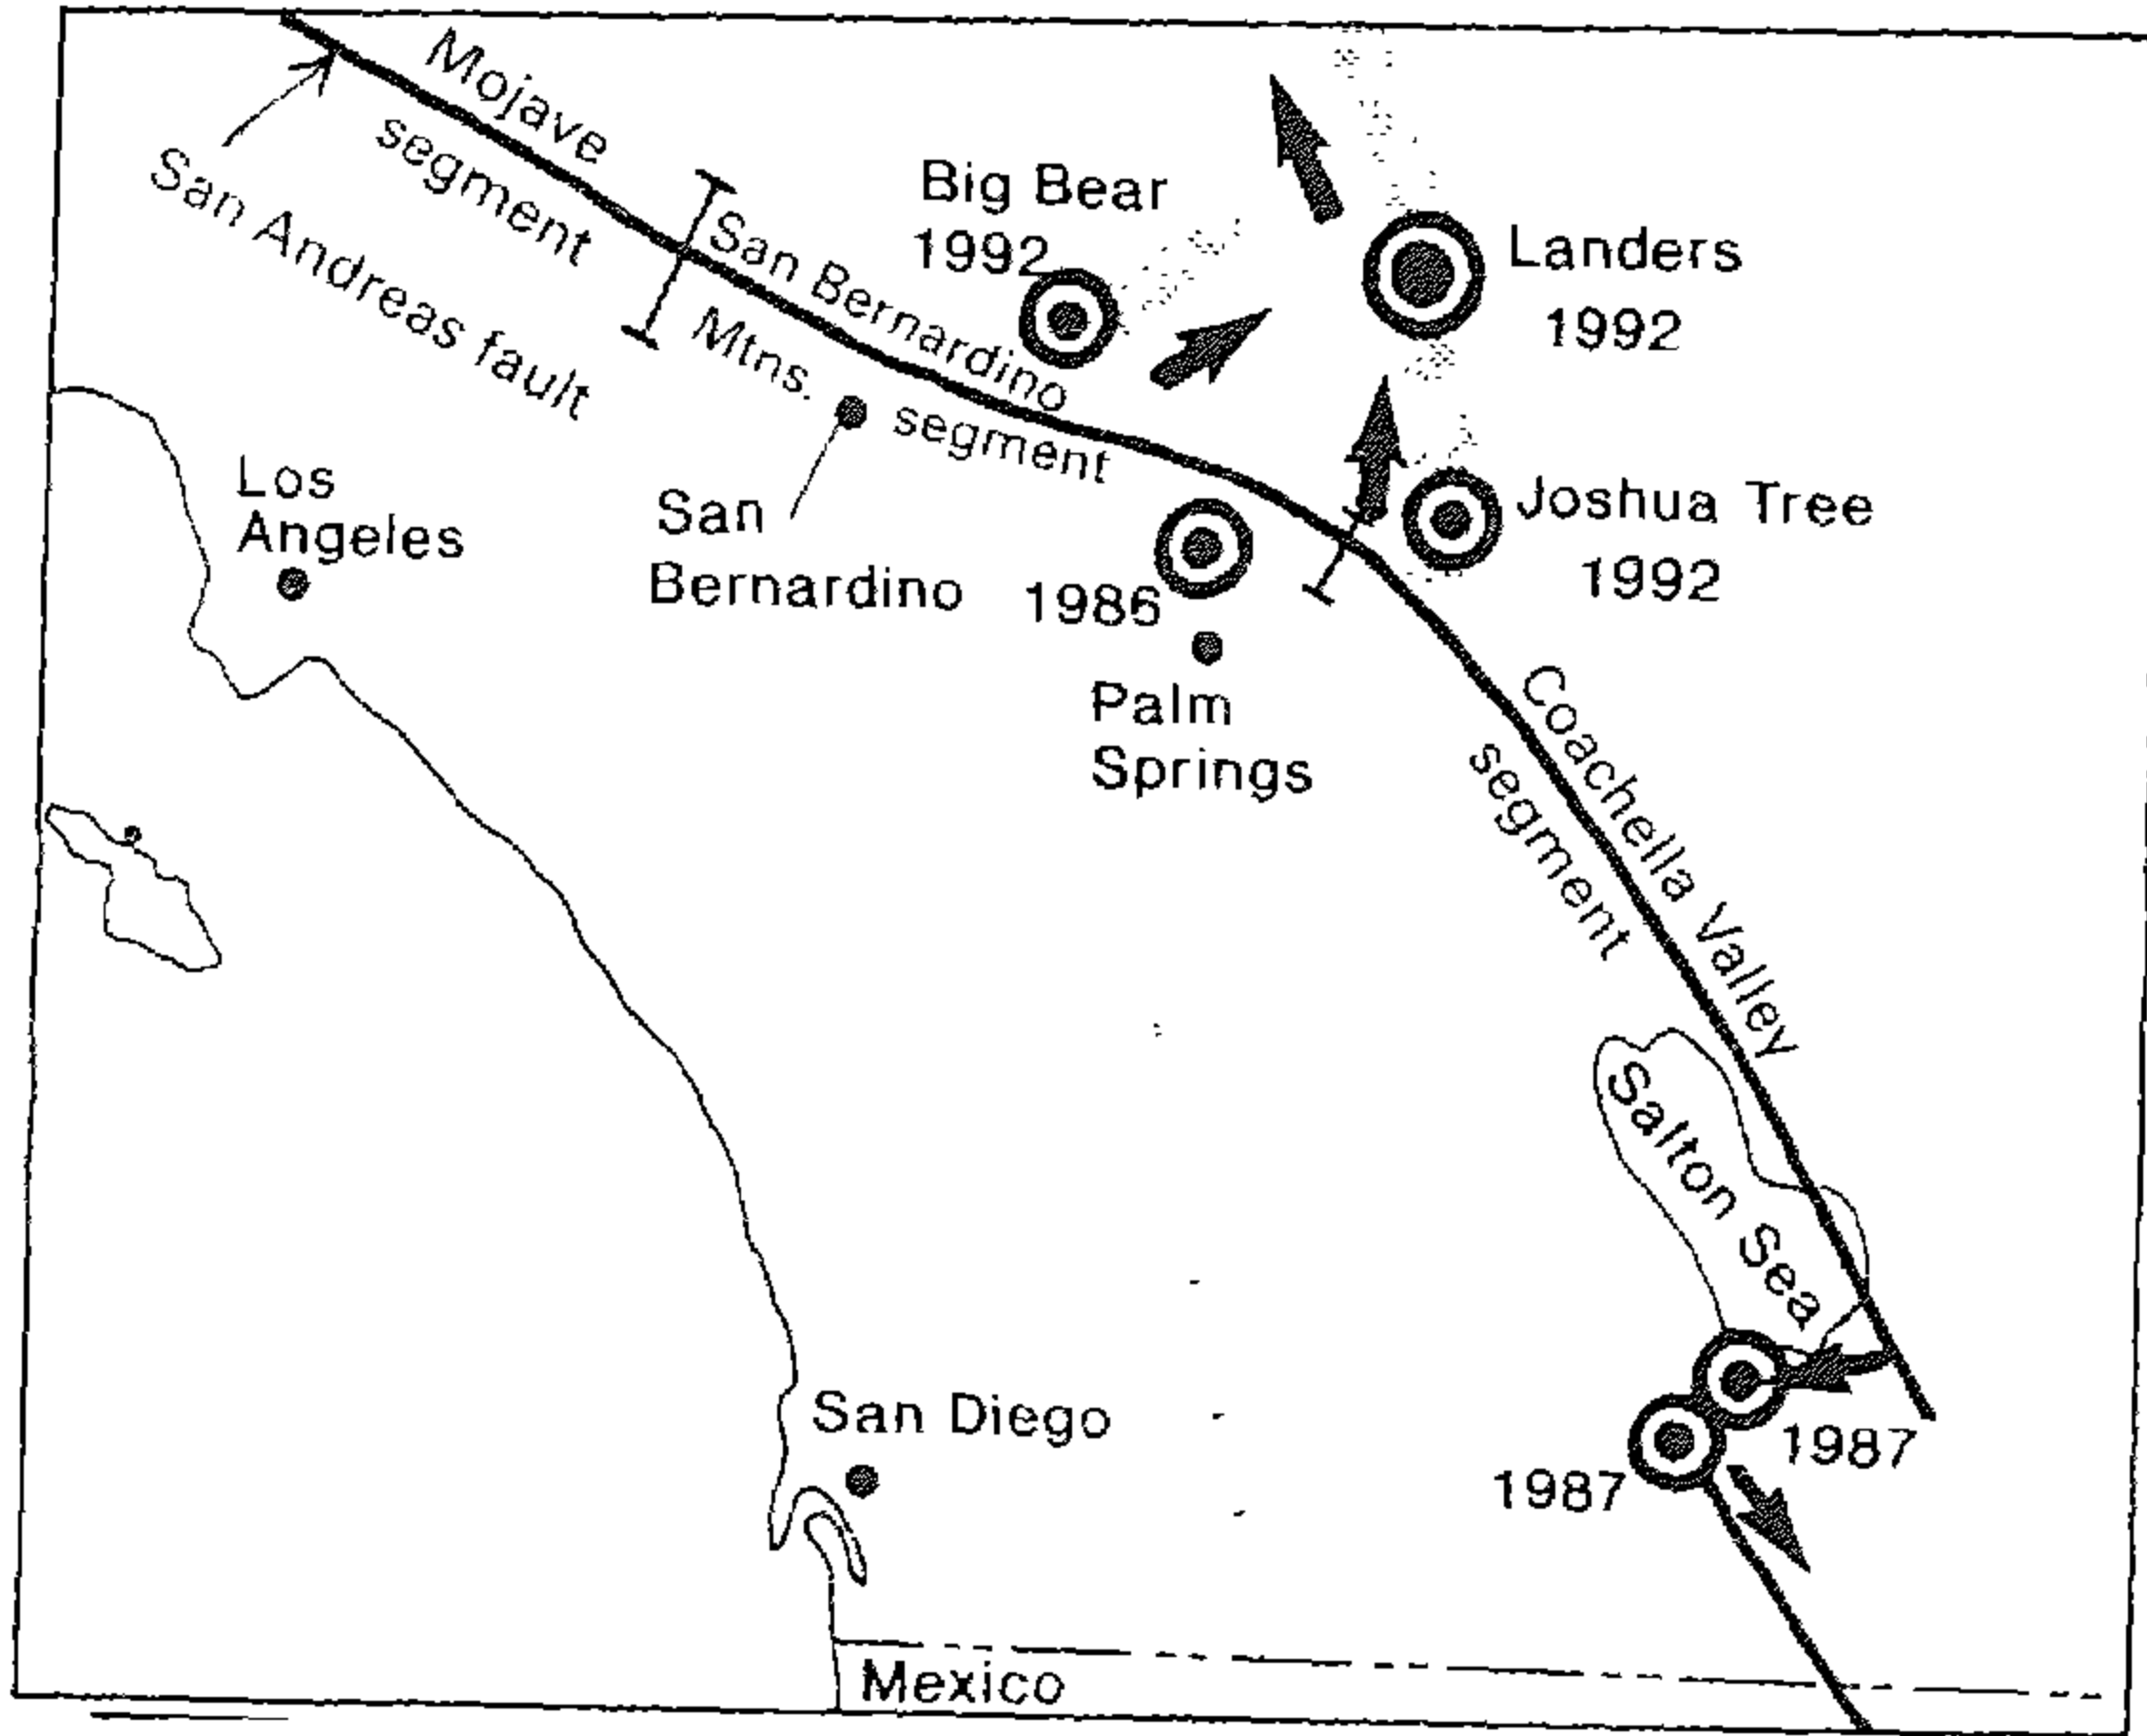 Mojave
segment
San Andreas fault
Big Bear
1992
San Bernardino
Mtns.
segment
Landers
1992
Los
Angeles
San
Bernardino
1986
Joshua Tree
1992
Palm
Springs
Coachella Valley
segment
Salton Sea
San Diego
1987
1987
Mexico